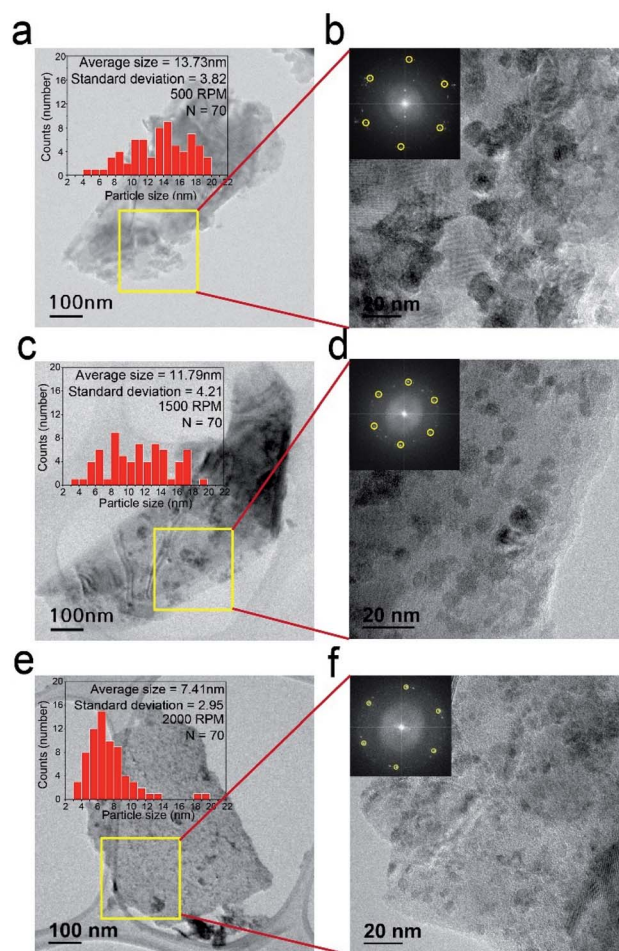 a
b
20
16
12
8
4
0
Counts (number)
Average size = 13.73nm
Standard deviation = 3.82
500 RPM
N = 70
2 4 6 8 10 12 14 16 18 20 22
Particle size (nm)
100nm
20 nm
c
d
20
16
12
8
4
0
Counts (number)
Average size = 11.79nm
Standard deviation = 4.21
1500 RPM
N = 70
2 4 6 8 10 12 14 16 18 20 22
Particle size (nm)
100nm
20 nm
e
f
20
16
12
8
4
0
Counts (number)
Average size = 7.41nm
Standard deviation = 2.95
2000 RPM
N = 70
2 4 6 8 10 12 14 16 18 20 22
Particle size (nm)
100 nm
20 nm